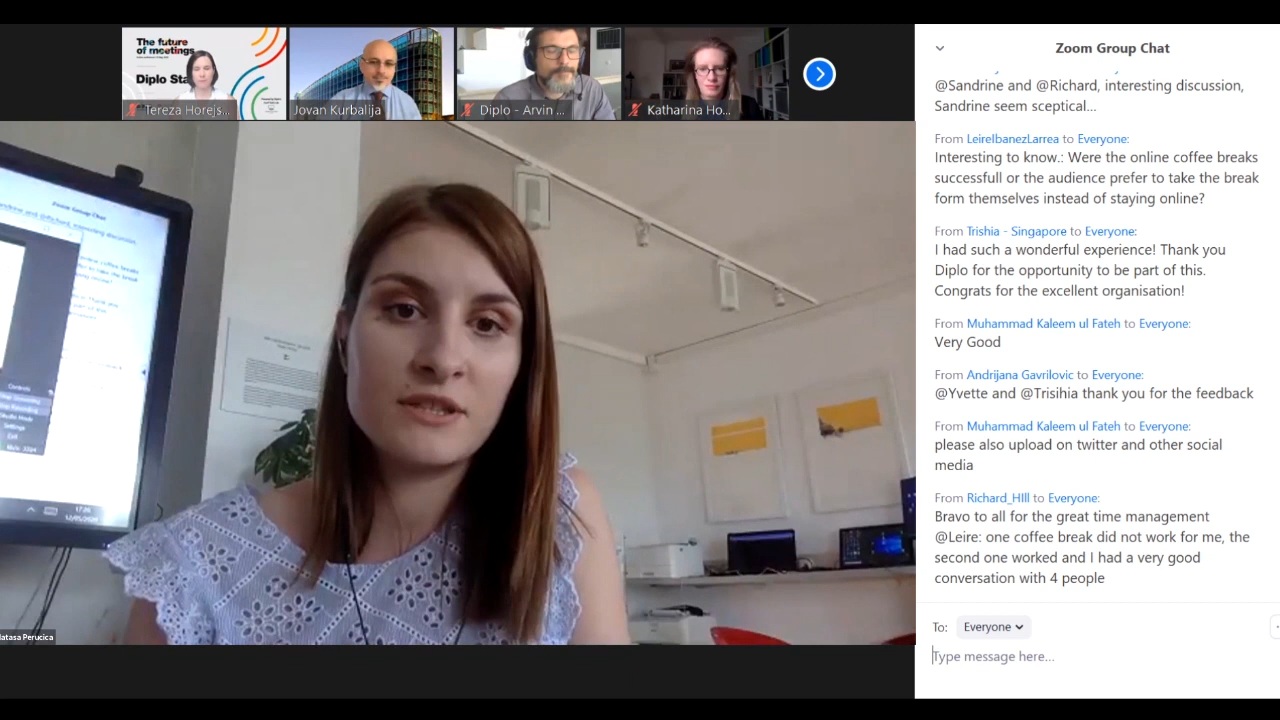 The future
of meetings
Diplo Sta
Tereza Horejs...
Jovan Kurbalija
Diplo - Arvin ...
Katharina Ho...
Zoom Group Chat
@Sandrine and @Richard, interesting discussion,
Sandrine seem sceptical...
From LeireIbanezLarrea to Everyone:
Interesting to know.: Were the online coffee breaks
successfull or the audience prefer to take the break
form themselves instead of staying online?
From Trishia - Singapore to Everyone:
I had such a wonderful experience! Thank you
Diplo for the opportunity to be part of this.
Congrats for the excellent organisation!
From Muhammad Kaleem ul Fateh to Everyone:
Very Good
From Andrijana Gavrilovic to Everyone:
@Yvette and @Trisihia thank you for the feedback
From Muhammad Kaleem ul Fateh to Everyone:
please also upload on twitter and other social
media
From Richard_HIll to Everyone:
Bravo to all for the great time management
@Leire: one coffee break did not work for me, the
second one worked and I had a very good
conversation with 4 people
To: Everyone
Type message here...
Zoom Group Chat
Controls
Settings
Exit
atasa Perucica